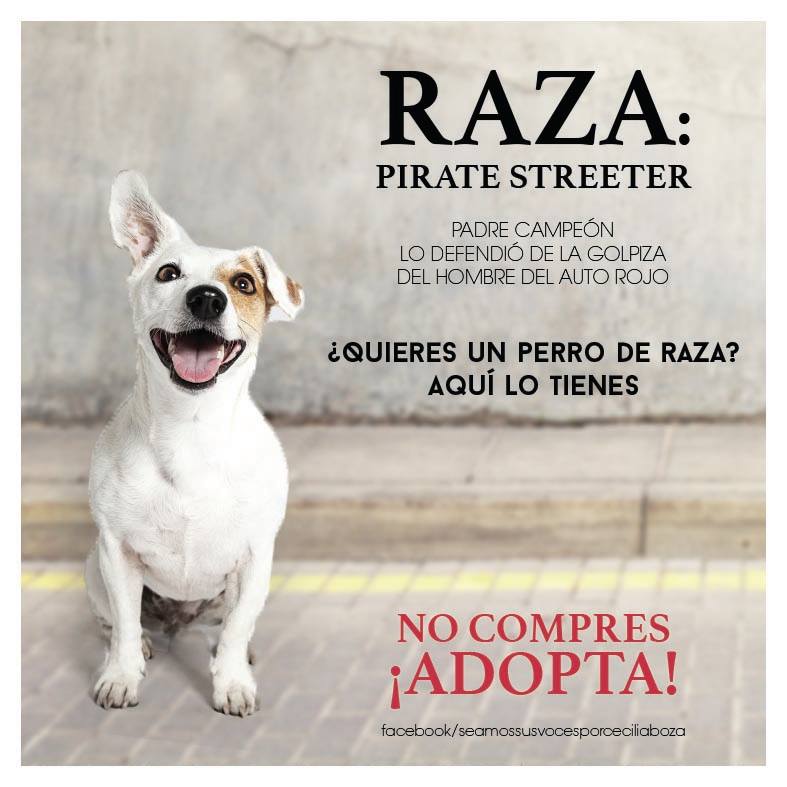 RAZA:
PIRATE STREETER
PADRE CAMPEÓN
LO DEFENDIÓ DE LA GOLPIZA
DEL HOMBRE DEL AUTO ROJO
¿QUIERES UN PERRO DE RAZA?
AQUÍ LO TIENES
NO COMPRES
¡ADOPTA!
facebook/seamossusvocesporceciliaboza